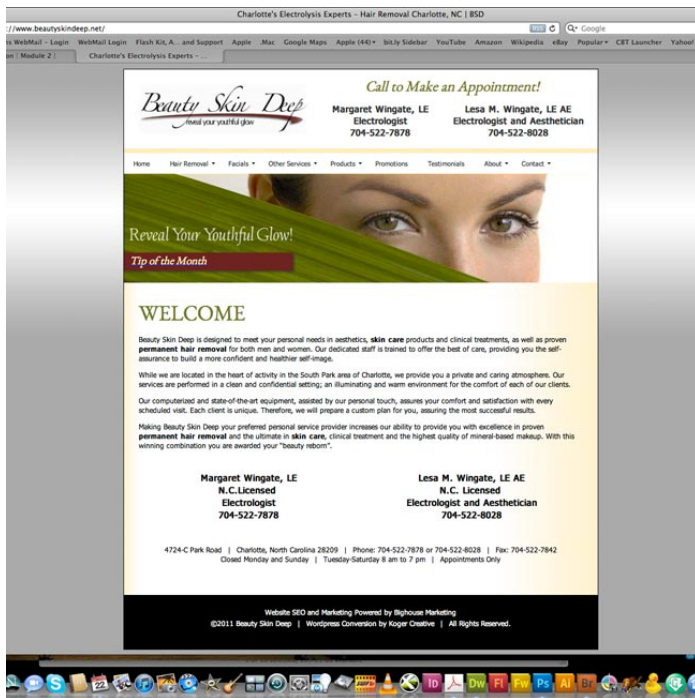 Charlotte's Electrolysis Experts – Hair Removal Charlotte, NC | BSD
://www.beautyskindeep.net/
RSS
Google
ns WebMail – Login WebMail Login Flash Kit, A... and Support Apple .Mac Google Maps Apple (44) bit.ly Sidebar YouTube Amazon Wikipedia eBay Popular CBT Launcher Yahoo!
on | Module 2 | Charlotte's Electrolysis Experts – ...
Beauty Skin Deep
reveal your youthful glow
Call to Make an Appointment!
Margaret Wingate, LE
Electrologist
704-522-7878
Lesa M. Wingate, LE AE
Electrologist and Aesthetician
704-522-8028
Home Hair Removal Facials Other Services Products Promotions Testimonials About Contact
Reveal Your Youthful Glow!
Tip of the Month
WELCOME
Beauty Skin Deep is designed to meet your personal needs in aesthetics, skin care products and clinical treatments, as well as proven
permanent hair removal for both men and women. Our dedicated staff is trained to offer the best of care, providing you the self-
assurance to build a more confident and healthier self-image.
While we are located in the heart of activity in the South Park area of Charlotte, we provide you a private and caring atmosphere. Our
services are performed in a clean and confidential setting; an illuminating and warm environment for the comfort of each of our clients.
Our computerized and state-of-the-art equipment, assisted by our personal touch, assures your comfort and satisfaction with every
scheduled visit. Each client is unique. Therefore, we will prepare a custom plan for you, assuring the most successful results.
Making Beauty Skin Deep your preferred personal service provider increases our ability to provide you with excellence in proven
permanent hair removal and the ultimate in skin care, clinical treatment and the highest quality of mineral-based makeup. With this
winning combination you are awarded your "beauty reborn".
Margaret Wingate, LE
N.C.Licensed
Electrologist
704-522-7878
Lesa M. Wingate, LE AE
N.C. Licensed
Electrologist and Aesthetician
704-522-8028
4724-C Park Road | Charlotte, North Carolina 28209 | Phone: 704-522-7878 or 704-522-8028 | Fax: 704-522-7842
Closed Monday and Sunday | Tuesday-Saturday 8 am to 7 pm | Appointments Only
Website SEO and Marketing Powered by Bighouse Marketing
©2011 Beauty Skin Deep | Wordpress Conversion by Koger Creative | All Rights Reserved.
22 Id Dw Fl Fw Ps Ai Br